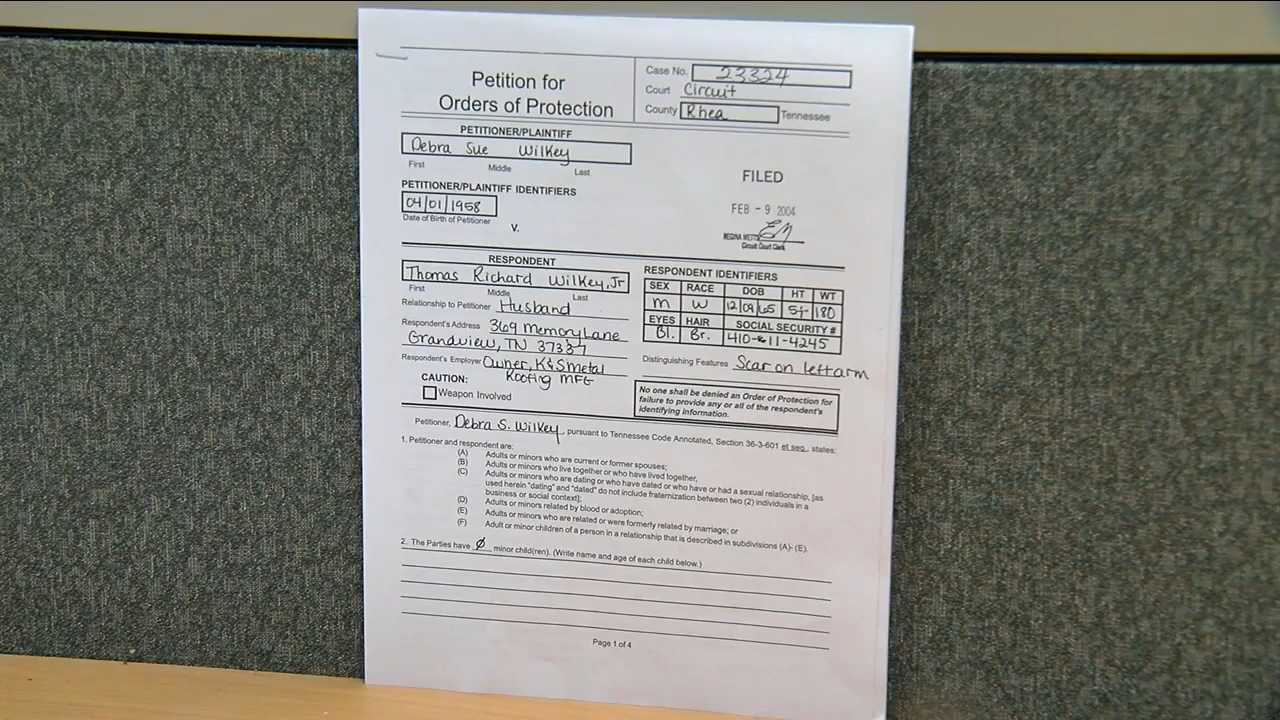 Petition for
Orders of Protection
Case No. 23324
Court Circuit
County Rhea Tennessee
PETITIONER/PLAINTIFF
Debra Sue Wilkey
First Middle Last
PETITIONER/PLAINTIFF IDENTIFIERS
04/01/1958
Date of Birth of Petitioner
V.
FILED
FEB - 9 2004
REGINA
Circuit Court Clerk
RESPONDENT
Thomas Richard Wilkey, Jr
First Middle Last
Relationship to Petitioner Husband
Respondent's Address 369 Memory Lane
Grandview, TN 37337
Respondent's Employer Owner, K&S metal
Roofing MFG
CAUTION:
Weapon Involved
RESPONDENT IDENTIFIERS
SEX RACE DOB HT WT
M W 12/09/65 180
EYES HAIR SOCIAL SECURITY #
Bl. Br.
Distinguishing Features Scar on left arm
No one shall be denied an Order of Protection for
failure to provide any or all of the respondent's
identifying information.
Petitioner, Debra S. Wilkey, pursuant to Tennessee Code Annotated, Section 36-3-601 et seq., states:
1. Petitioner and respondent are:
(A) Adults or minors who are current or former spouses;
(B) Adults or minors who live together or who have lived together,
(C) Adults or minors who are dating or who have dated or who have or had a sexual relationship, [as
used herein "dating" and "dated" do not include fraternization between two (2) individuals in a
business or social context];
(D) Adults or minors related by blood or adoption;
(E) Adults or minors who are related or were formerly related by marriage; or
(F) Adult or minor children of a person in a relationship that is described in subdivisions (A)- (E).
2. The Parties have Ø minor child(ren). (Write name and age of each child below.)
Page 1 of 4